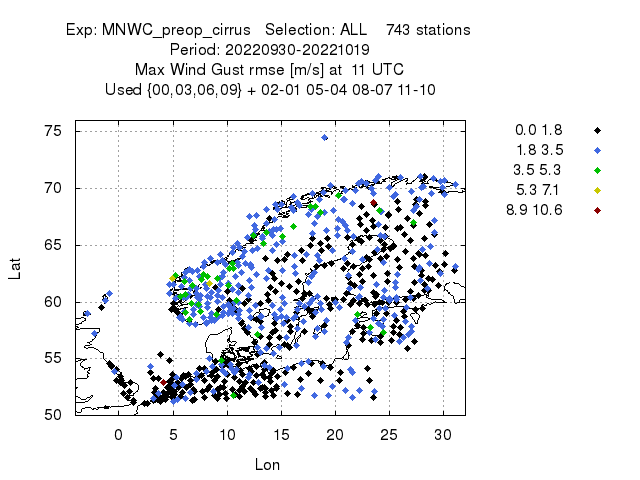 Exp: MNWC_preop_cirrus   Selection: ALL    743 stations
Period: 20220930-20221019
Max Wind Gust rmse [m/s] at  11 UTC
Used {00,03,06,09} + 02-01 05-04 08-07 11-10
0.0 1.8
1.8 3.5
3.5 5.3
5.3 7.1
8.9 10.6
75
70
65
60
55
50
Lat
0 5 10 15 20 25 30
Lon